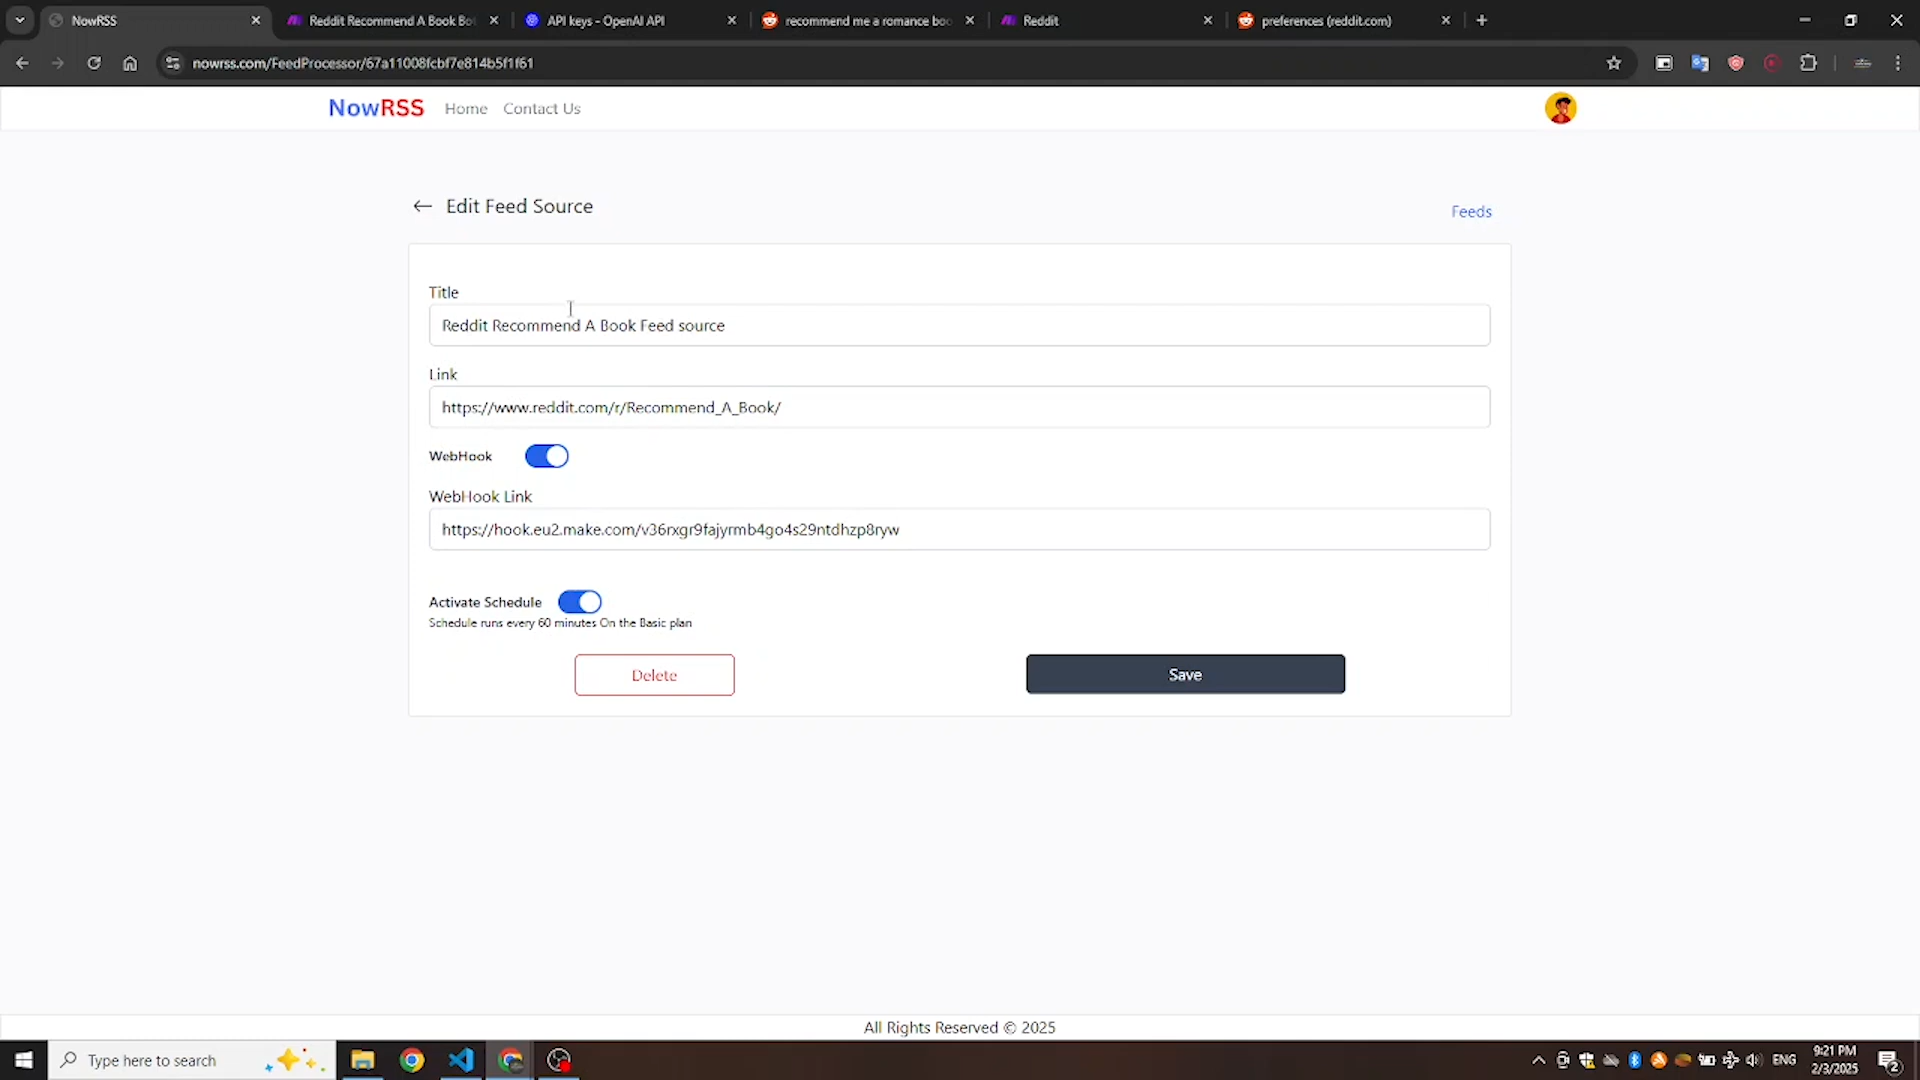 NowRSS
Reddit Recommend A Book Bo
API keys - OpenAI API
recommend me a romance boo
Reddit
preferences (reddit.com)
nowrss.com/FeedProcessor/67a11008fcbf7e814b5f1f61
NowRSS
Home
Contact Us
Edit Feed Source
Feeds
Title
Reddit Recommend A Book Feed source
Link
https://www.reddit.com/r/Recommend_A_Book/
WebHook
WebHook Link
https://hook.eu2.make.com/v36rxgr9fajyrmb4go4s29ntdhzp8ryw
Activate Schedule
Schedule runs every 60 minutes On the Basic plan
Delete
Save
All Rights Reserved © 2025
Type here to search
ENG
9:21 PM
2/3/2025
2